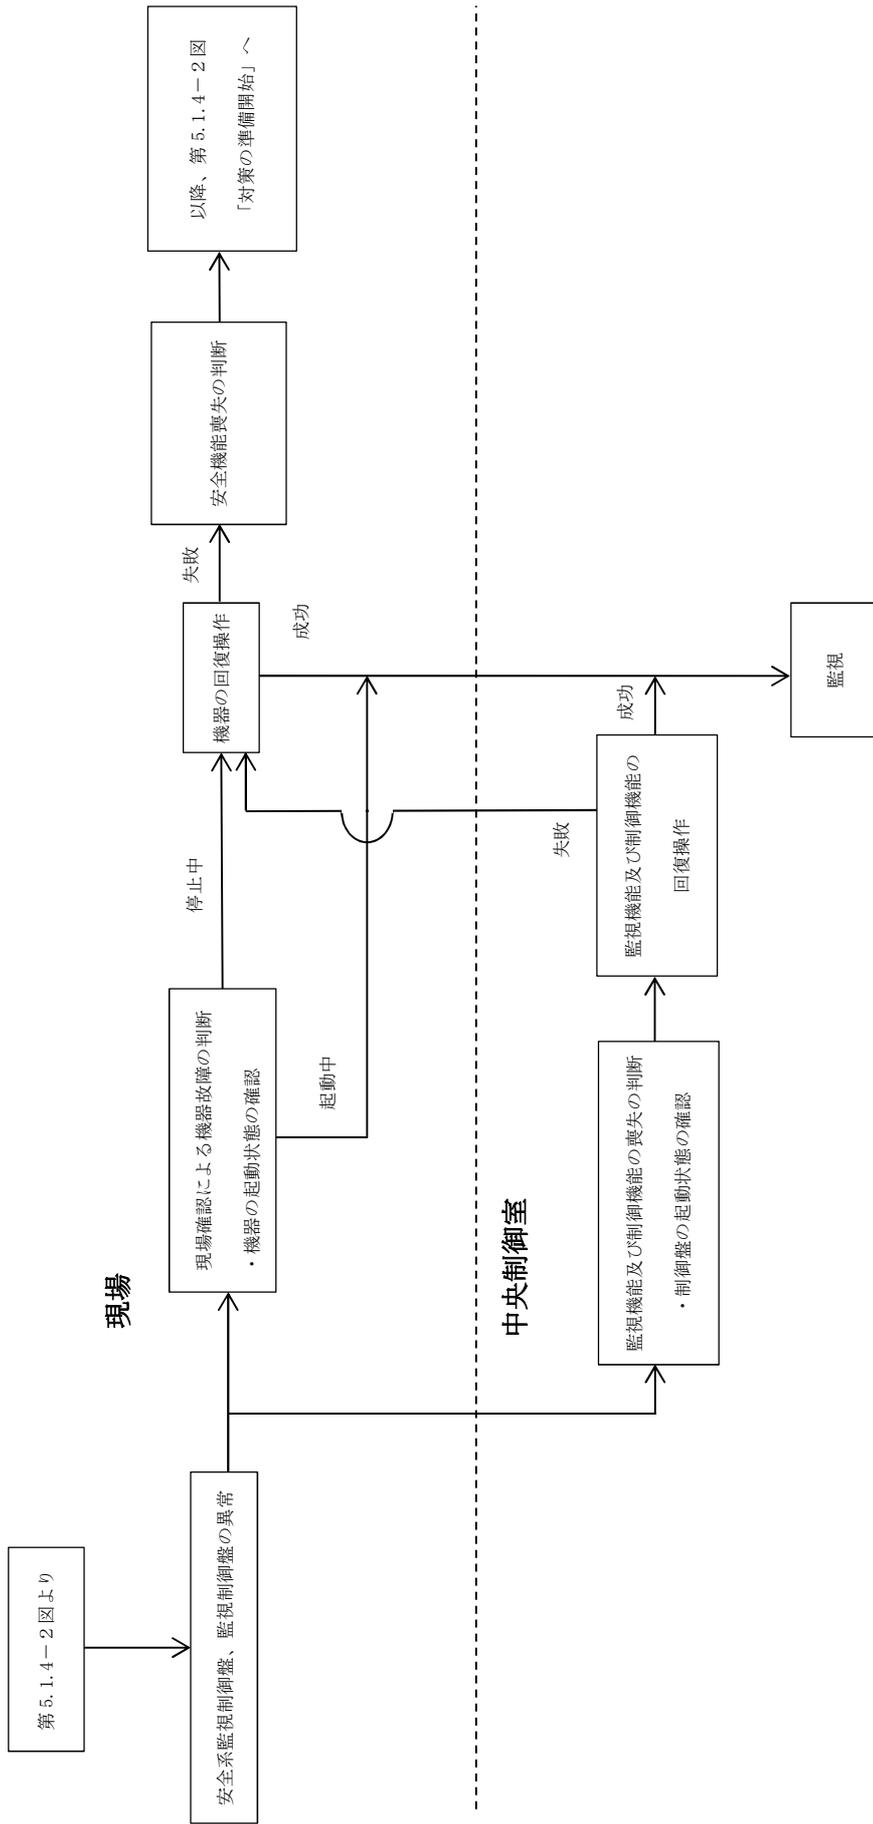 第5.1.4－2図より
安全系監視制御盤、監視制御盤の異常
現場
現場確認による機器故障の判断
・機器の起動状態の確認
停止中
起動中
機器の回復操作
失敗
成功
安全機能喪失の判断
以降、第5.1.4－2図
「対策の準備開始」へ
中央制御室
監視機能及び制御機能の喪失の判断
・制御盤の起動状態の確認
監視機能及び制御機能の
回復操作
失敗
成功
監視